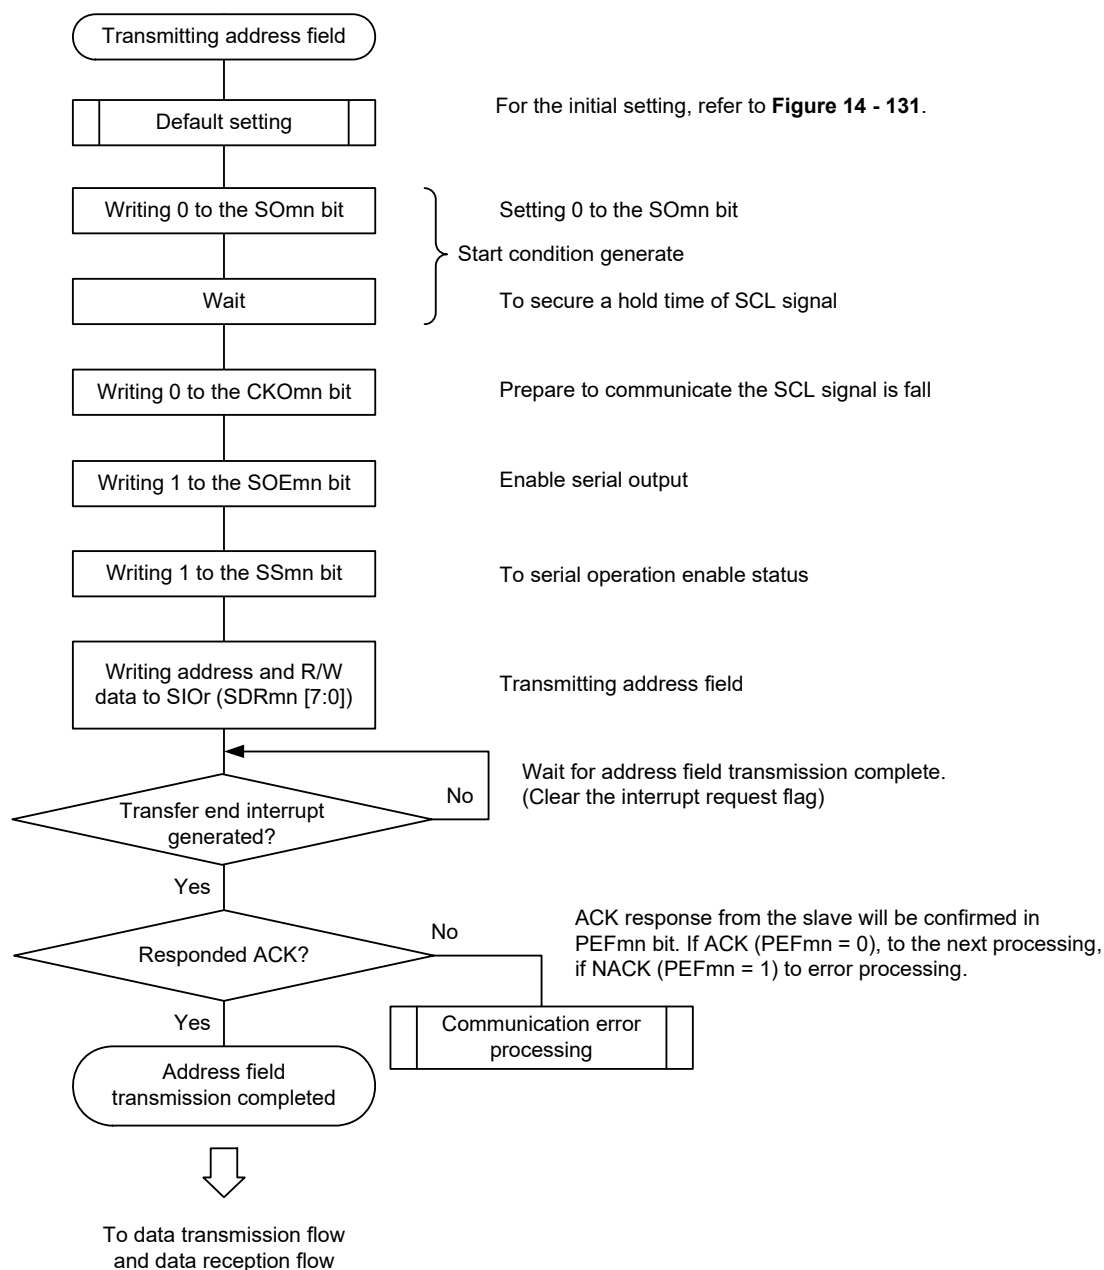 Transmitting address field
Default setting
For the initial setting, refer to Figure 14 - 131.
Writing 0 to the SOmn bit
Setting 0 to the SOmn bit
Start condition generate
Wait
To secure a hold time of SCL signal
Writing 0 to the CKOmn bit
Prepare to communicate the SCL signal is fall
Writing 1 to the SOEmn bit
Enable serial output
Writing 1 to the SSmn bit
To serial operation enable status
Writing address and R/W
data to SIOr (SDRmn [7:0])
Transmitting address field
Transfer end interrupt
generated?
No
Wait for address field transmission complete.
(Clear the interrupt request flag)
Yes
Responded ACK?
No
ACK response from the slave will be confirmed in
PEFmn bit. If ACK (PEFmn = 0), to the next processing,
if NACK (PEFmn = 1) to error processing.
Yes
Communication error
processing
Address field
transmission completed
To data transmission flow
and data reception flow